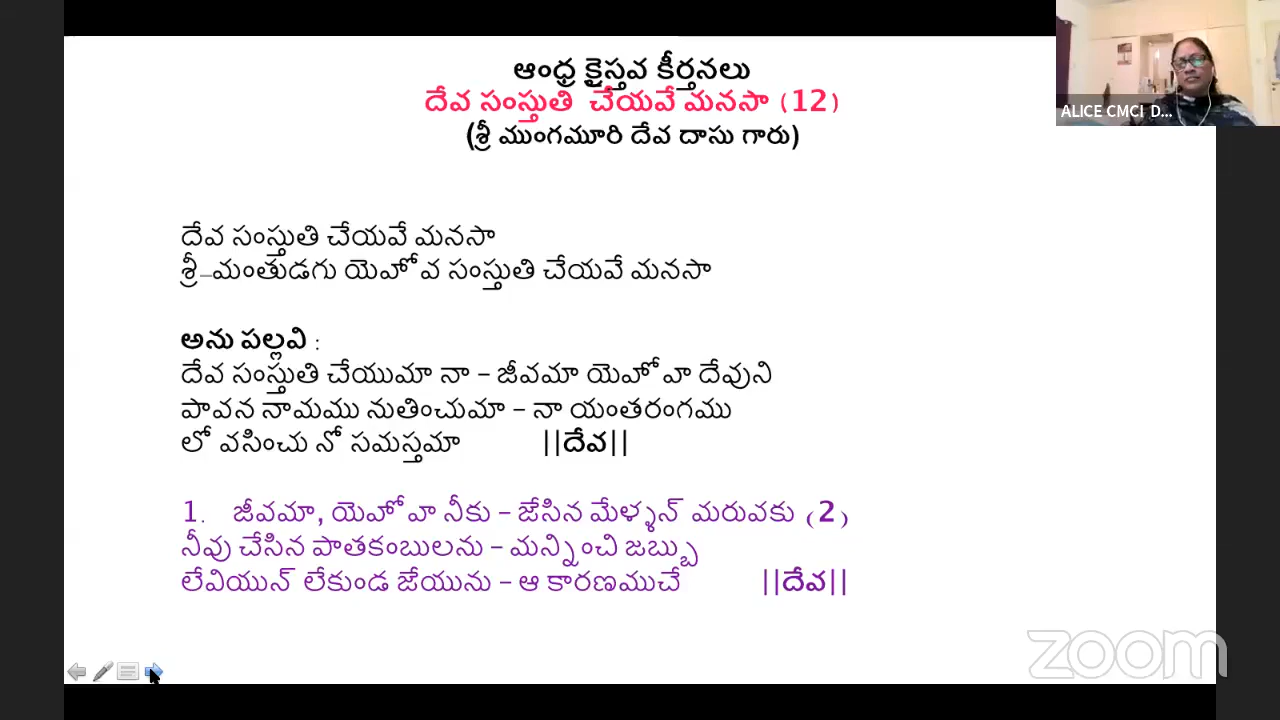 ఆంధ్ర క్రైస్తవ కీర్తనలు
దేవ సంస్తుతి చేయవే మనసా (12)
(శ్రీ ముంగమూరి దేవ దాసు గారు)
ALICE CMCI D...
దేవ సంస్తుతి చేయవే మనసా
శ్రీ–మంతుడగు యెహోవ సంస్తుతి చేయవే మనసా
అను పల్లవి :
దేవ సంస్తుతి చేయుమా నా – జీవమా యెహోవా దేవుని
పావన నామము నుతించుమా – నా యంతరంగము
లో వసించు నో సమస్తమా ||దేవ||
1. జీవమా, యెహోవా నీకు – జేసిన మేళ్ళన్ మరువకు (2)
నీవు చేసిన పాతకంబులను – మన్నించి జబ్బు
లేవియున్ లేకుండ జేయును – ఆ కారణముచే ||దేవ||
zoom